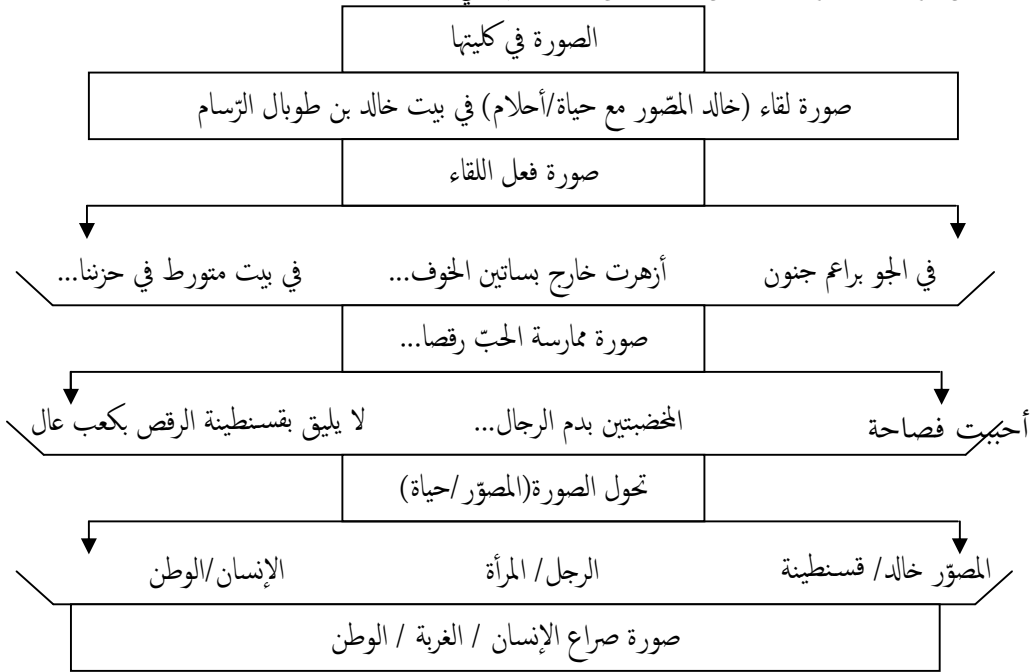 الصورة في كليتها
صورة لقاء (خالد المصّور مع حياة/أحلام) في بيت خالد بن طوبال الرّسام
صورة فعل اللقاء
في الجو براعم جنون أزهرت خارج بساتين الخوف... في بيت متورط في حزننا...
صورة ممارسة الحبّ رقصا...
أحببت فصاحة المخضبتين بدم الرجال... لا يليق بقسنطينة الرقص بكعب عال
تحول الصورة(المصوّر/حياة)
المصوّر خالد/ قسنطينة الرجل/ المرأة الإنسان/الوطن
صورة صراع الإنسان / الغربة / الوطن